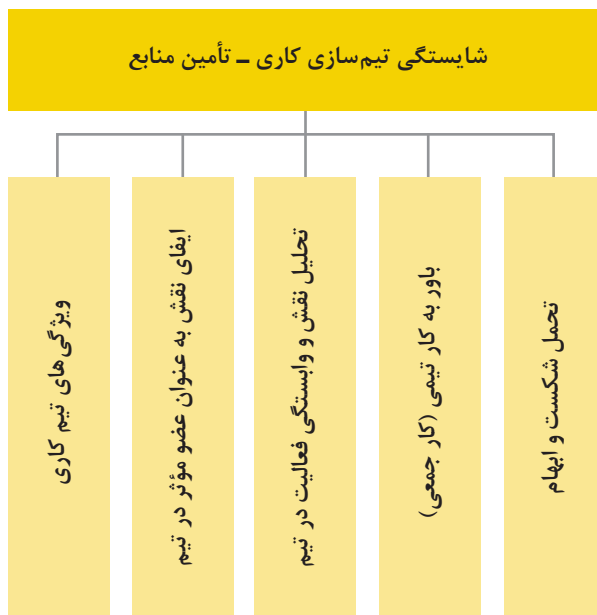 شایستگی تیم‌سازی کاری ــ تأمین منابع
تحمل شکست و ابهام
باور به کار تیمی (کار جمعی)
تحلیل نقش و وابستگی فعالیت در تیم
ایفای نقش به عنوان عضو مؤثر در تیم
ویژگی‌های تیم کاری